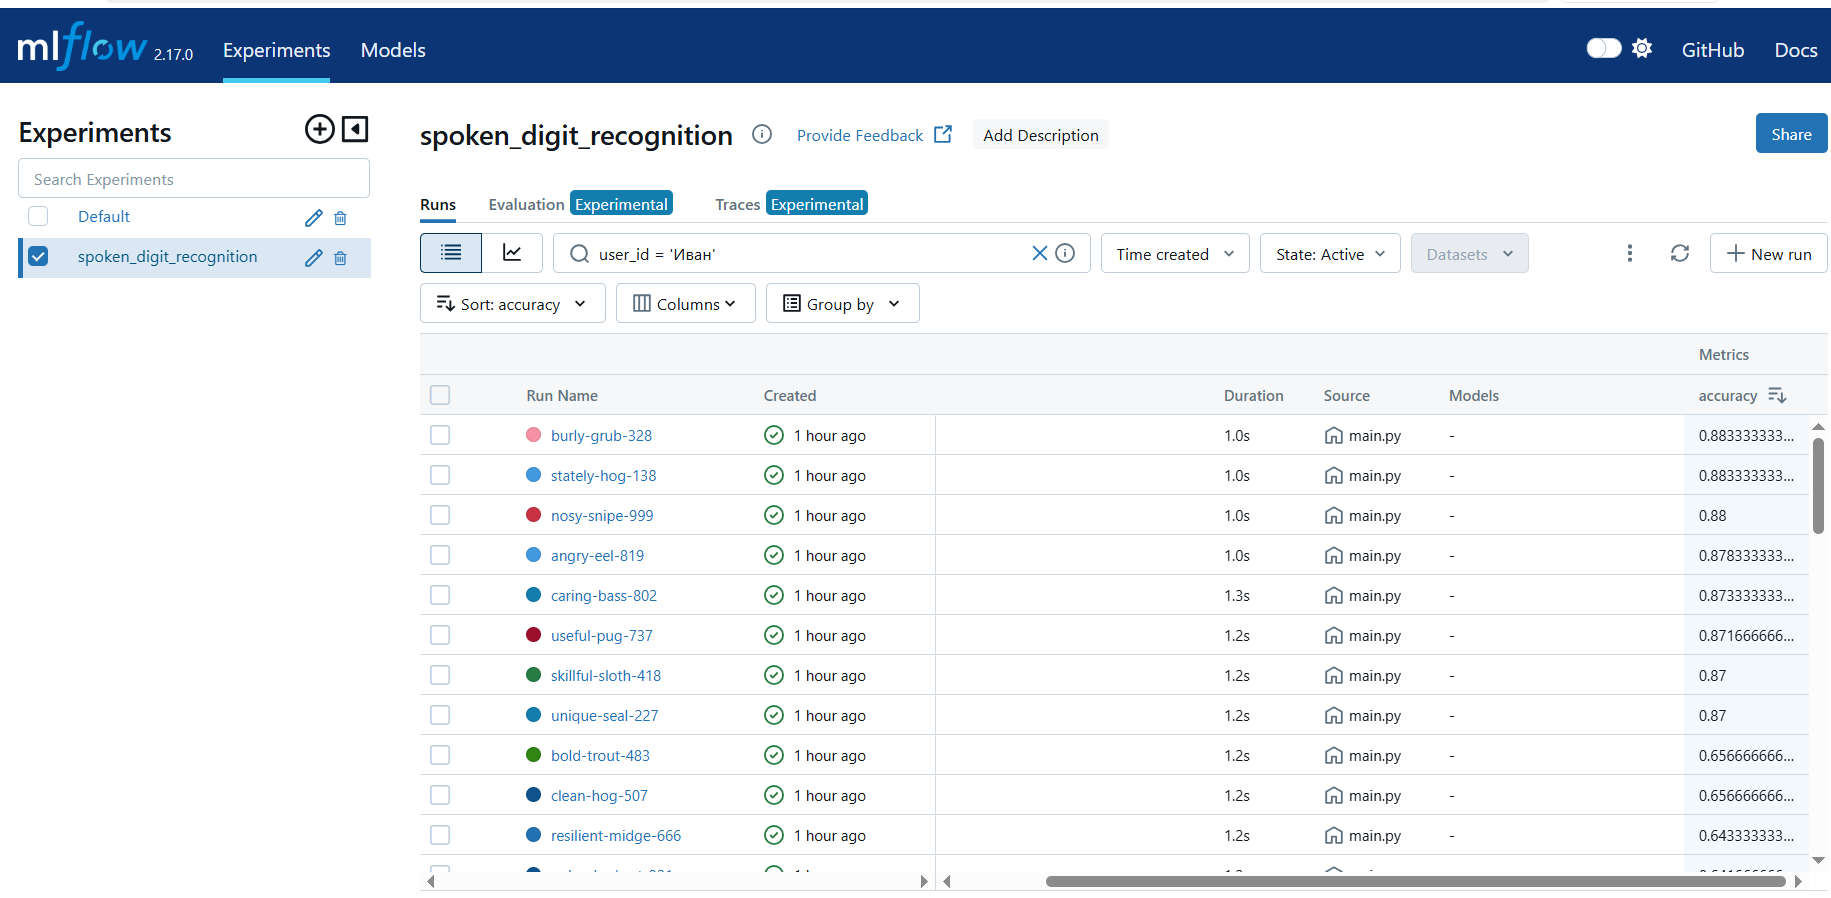 mlflow 2.17.0 Experiments Models GitHub Docs
Experiments
Search Experiments
Default
spoken_digit_recognition
spoken_digit_recognition Provide Feedback Add Description Share
Runs Evaluation Experimental Traces Experimental
user_id = 'Иван' Time created State: Active Datasets New run
Sort: accuracy Columns Group by
Metrics
Run Name Created Duration Source Models accuracy
burly-grub-328 1 hour ago 1.0s main.py - 0.883333333...
stately-hog-138 1 hour ago 1.0s main.py - 0.883333333...
nosy-snipe-999 1 hour ago 1.0s main.py - 0.88
angry-eel-819 1 hour ago 1.0s main.py - 0.878333333...
caring-bass-802 1 hour ago 1.3s main.py - 0.873333333...
useful-pug-737 1 hour ago 1.2s main.py - 0.871666666...
skillful-sloth-418 1 hour ago 1.2s main.py - 0.87
unique-seal-227 1 hour ago 1.2s main.py - 0.87
bold-trout-483 1 hour ago 1.2s main.py - 0.656666666...
clean-hog-507 1 hour ago 1.2s main.py - 0.656666666...
resilient-midge-666 1 hour ago 1.2s main.py - 0.643333333...